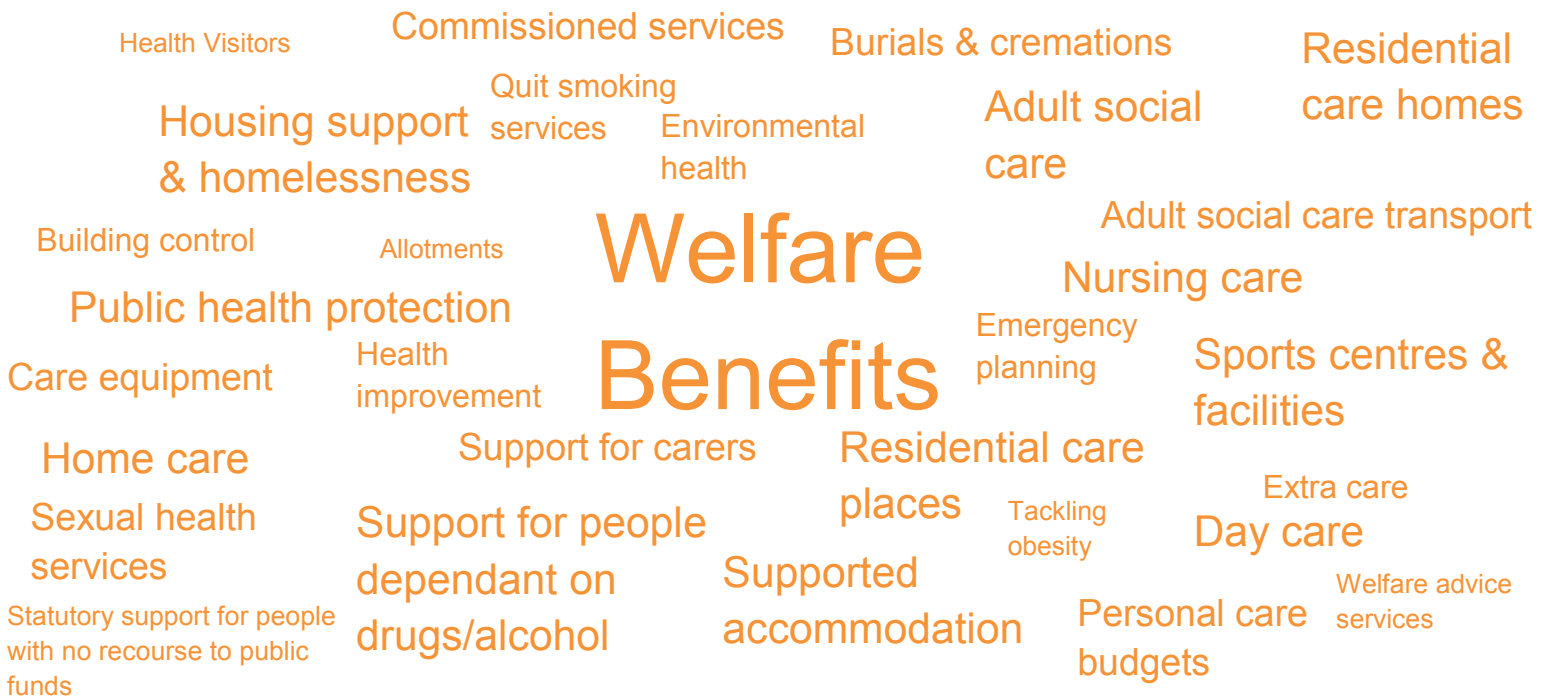 Health Visitors
Commissioned services
Burials & cremations
Residential
care homes
Quit smoking
services
Housing support
& homelessness
Environmental
health
Adult social
care
Adult social care transport
Building control
Allotments
Welfare
Benefits
Nursing care
Public health protection
Emergency
planning
Sports centres &
facilities
Care equipment
Health
improvement
Home care
Support for carers
Residential care
places
Extra care
Sexual health
services
Support for people
dependant on
drugs/alcohol
Tackling
obesity
Day care
Supported
accommodation
Welfare advice
services
Personal care
budgets
Statutory support for people
with no recourse to public
funds